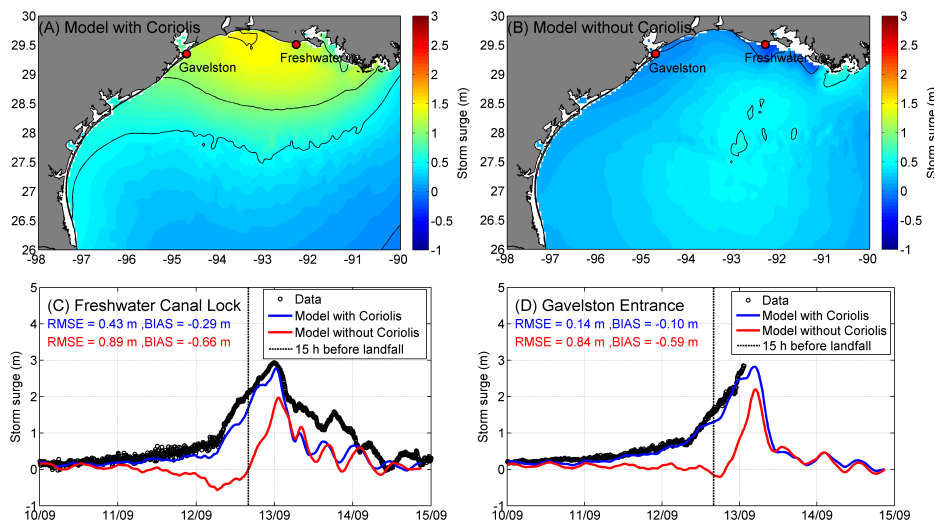 (A) Model with Coriolis
Gavelston
Freshwater
30
29.5
29
28.5
28
27.5
27
26.5
26
-98 -97 -96 -95 -94 -93 -92 -91 -90
3
2.5
2
1.5
1
0.5
0
-0.5
-1
Storm surge (m)
(B) Model without Coriolis
Gavelston
Freshwater
30
29.5
29
28.5
28
27.5
27
26.5
26
-98 -97 -96 -95 -94 -93 -92 -91 -90
3
2.5
2
1.5
1
0.5
0
-0.5
-1
Storm surge (m)
(C) Freshwater Canal Lock
RMSE = 0.43 m ,BIAS = -0.29 m
RMSE = 0.89 m ,BIAS = -0.66 m
Data
Model with Coriolis
Model without Coriolis
15 h before landfall
Storm surge (m)
5
4
3
2
1
0
-1
10/09 11/09 12/09 13/09 14/09 15/09
(D) Gavelston Entrance
RMSE = 0.14 m ,BIAS = -0.10 m
RMSE = 0.84 m ,BIAS = -0.59 m
Data
Model with Coriolis
Model without Coriolis
15 h before landfall
Storm surge (m)
5
4
3
2
1
0
-1
10/09 11/09 12/09 13/09 14/09 15/09